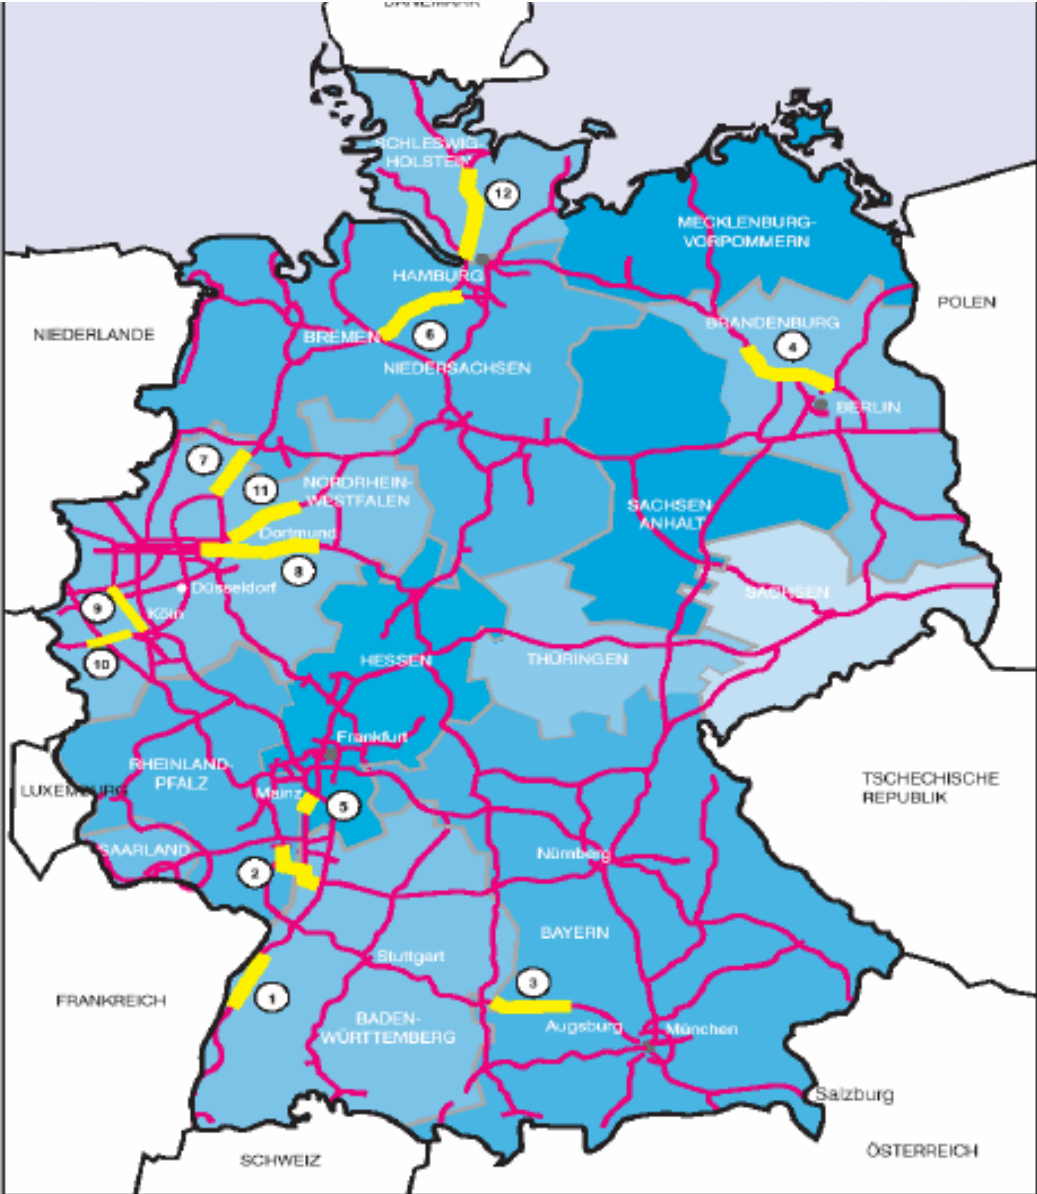 DÄNEMARK
SCHLESWIG-
HOLSTEIN
12
MECKLENBURG-
VORPOMMERN
HAMBURG
POLEN
NIEDERLANDE
BREMEN
6
BRANDENBURG
4
NIEDERSACHSEN
BERLIN
7
11
NORDRHEIN-
WESTFALEN
SACHSEN
ANHALT
Dortmund
8
Düsseldorf
SACHSEN
9
Köln
10
HESSEN
THÜRINGEN
Frankfurt
RHEINLAND-
PFALZ
LUXEMBURG
Mainz
5
TSCHECHISCHE
REPUBLIK
SAARLAND
2
Nürnberg
BAYERN
Stuttgart
FRANKREICH
1
3
BADEN-
WÜRTTEMBERG
Augsburg
München
Salzburg
SCHWEIZ
ÖSTERREICH